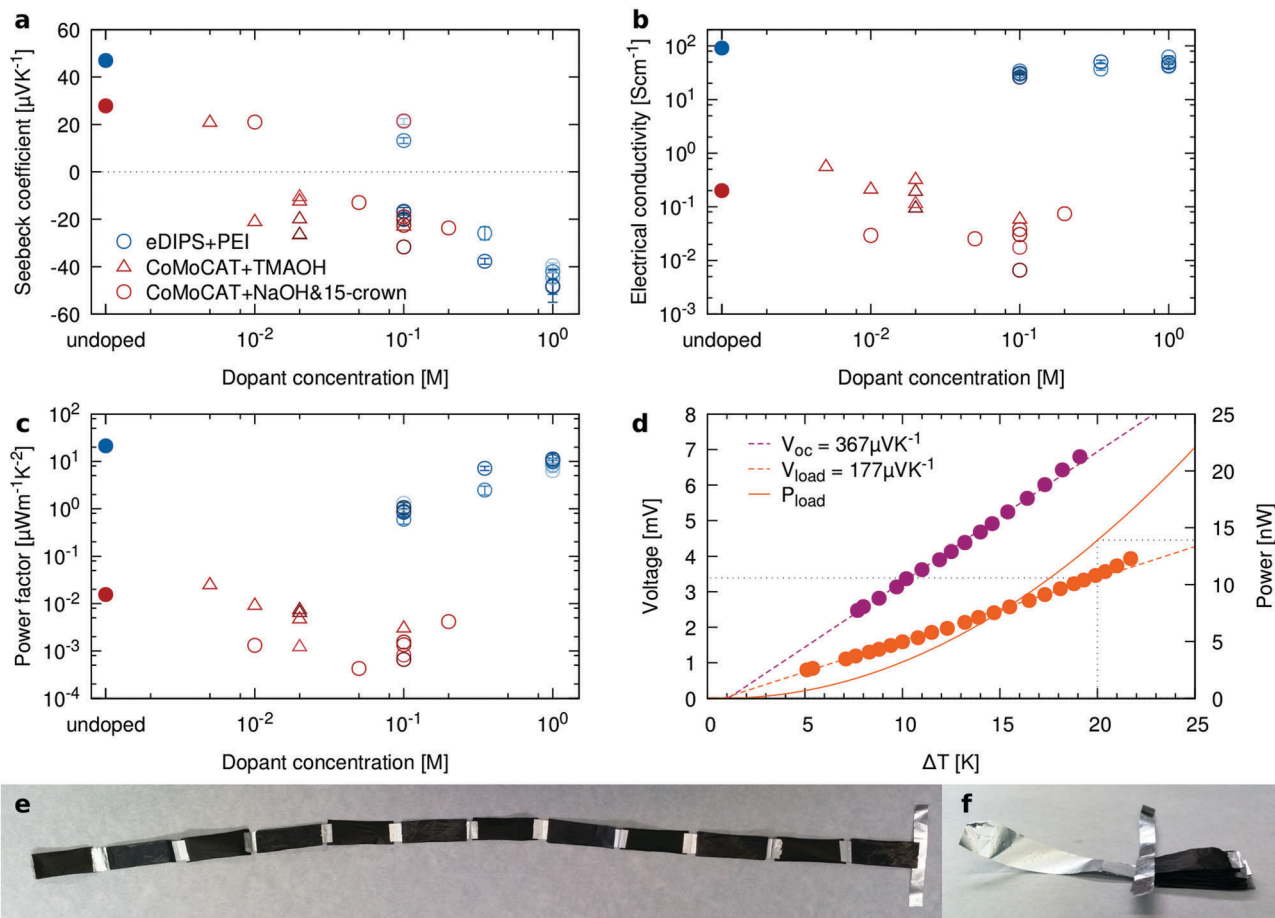 a
60
40
20
0
-20
-40
-60
Seebeck coefficient [μVK⁻¹]
eDIPS+PEI
CoMoCAT+TMAOH
CoMoCAT+NaOH&15-crown
undoped
10⁻²
10⁻¹
10⁰
Dopant concentration [M]
b
10²
10¹
10⁰
10⁻¹
10⁻²
10⁻³
Electrical conductivity [Scm⁻¹]
undoped
10⁻²
10⁻¹
10⁰
Dopant concentration [M]
c
10²
10¹
10⁰
10⁻¹
10⁻²
10⁻³
10⁻⁴
Power factor [μWm⁻¹K⁻²]
undoped
10⁻²
10⁻¹
10⁰
Dopant concentration [M]
d
8
7
6
5
4
3
2
1
0
Voltage [mV]
V_oc = 367μVK⁻¹
V_load = 177μVK⁻¹
P_load
25
20
15
10
5
0
Power [nW]
0
5
10
15
20
25
ΔT [K]
e
f